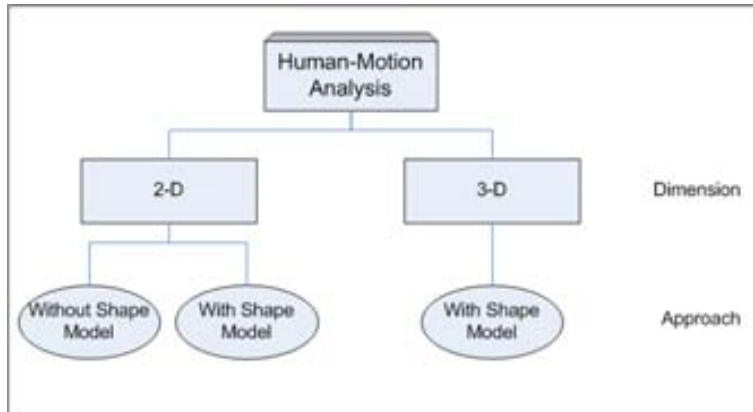 Human-Motion
Analysis
2-D
3-D
Dimension
Without Shape
Model
With Shape
Model
With Shape
Model
Approach